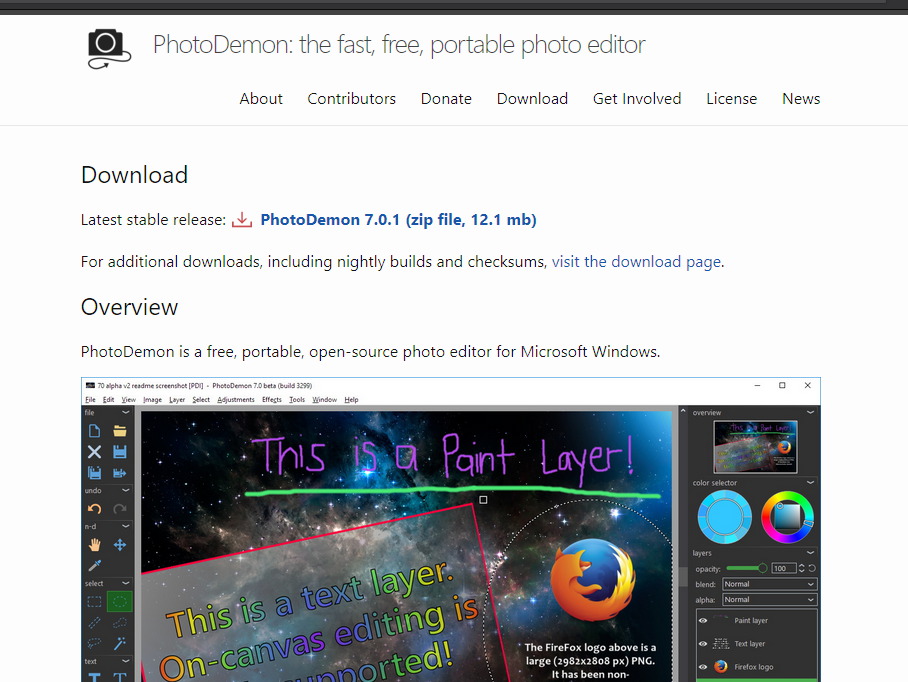 PhotoDemon: the fast, free, portable photo editor
About Contributors Donate Download Get Involved License News
Download
Latest stable release: PhotoDemon 7.0.1 (zip file, 12.1 mb)
For additional downloads, including nightly builds and checksums, visit the download page.
Overview
PhotoDemon is a free, portable, open-source photo editor for Microsoft Windows.
70 alpha v2 readme screenshot [PDI] - PhotoDemon 7.0 beta (build 3299)
File Edit View Image Layer Select Adjustments Effects Tools Window Help
file
undo
n-d
select
text
This is a Paint Layer!
This is a text layer.
On-canvas editing is
supported!
The FireFox logo above is a
large (2982x2808 px) PNG.
It has been non-
overview
This is a Paint Layer!
color selector
layers
opacity: 100
blend: Normal
alpha: Normal
Paint layer
Text layer
Firefox logo